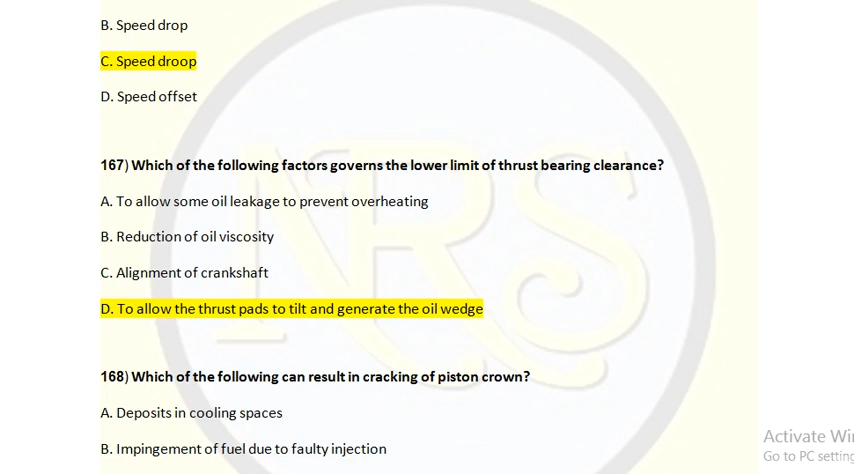 B. Speed drop
C. Speed droop
D. Speed offset
167) Which of the following factors governs the lower limit of thrust bearing clearance?
A. To allow some oil leakage to prevent overheating
B. Reduction of oil viscosity
C. Alignment of crankshaft
D. To allow the thrust pads to tilt and generate the oil wedge
NRS
168) Which of the following can result in cracking of piston crown?
A. Deposits in cooling spaces
B. Impingement of fuel due to faulty injection
Activate Wi
Go to PC setting